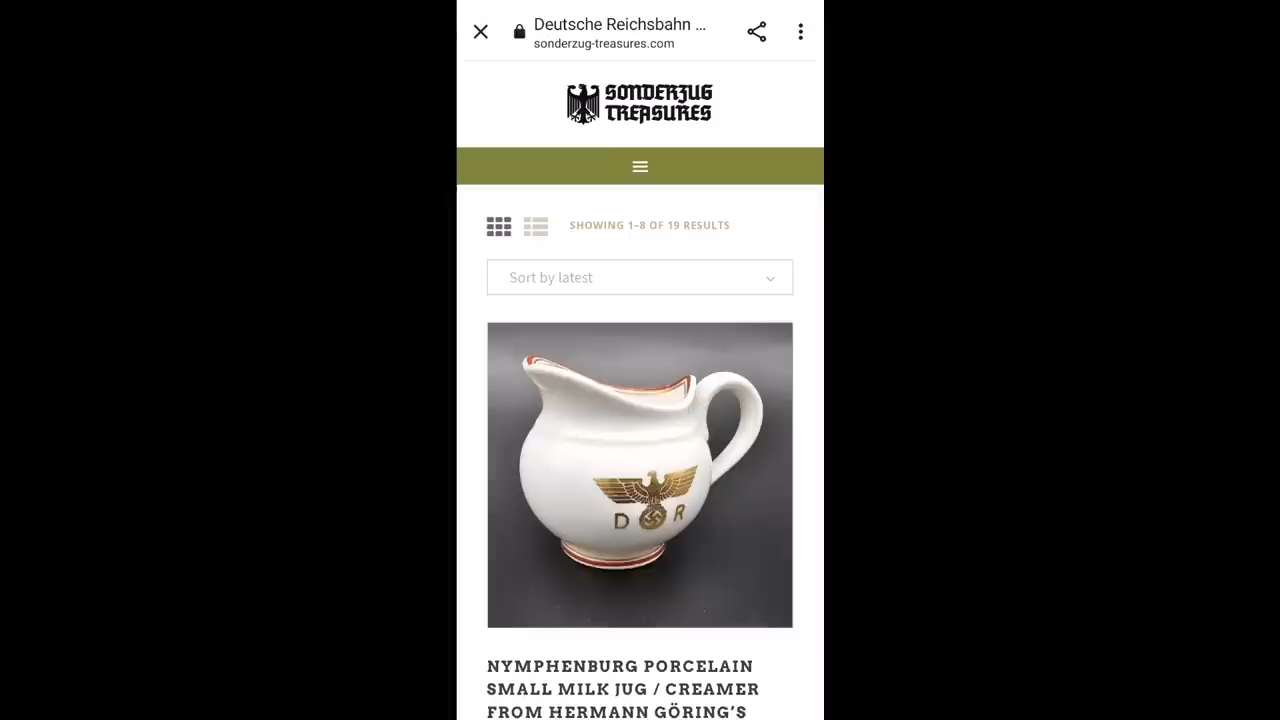 Deutsche Reichsbahn ...
sonderzug-treasures.com
SONDERZUG
TREASURES
SHOWING 1–8 OF 19 RESULTS
Sort by latest
D R
NYMPHENBURG PORCELAIN
SMALL MILK JUG / CREAMER
FROM HERMANN GÖRING’S